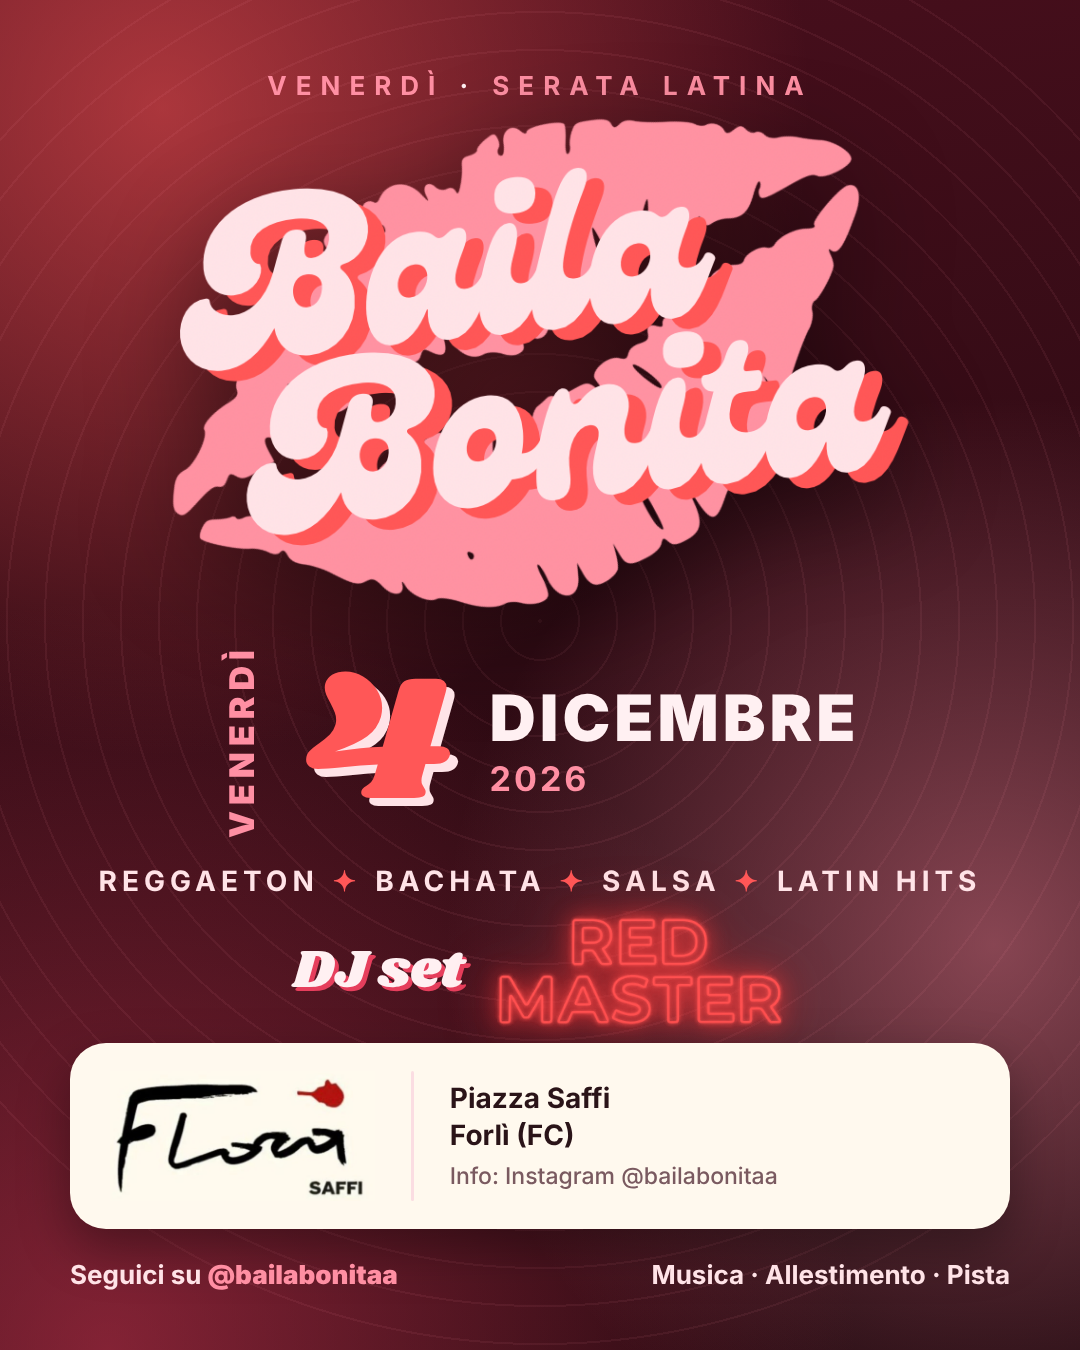 VENERDÌ · SERATA LATINA
Baila
Bonita
VENERDÌ
4
DICEMBRE
2026
REGGAETON ✦ BACHATA ✦ SALSA ✦ LATIN HITS
DJ set
RED
MASTER
Flora
SAFFI
Piazza Saffi
Forlì (FC)
Info: Instagram @bailabonitaa
Seguici su @bailabonitaa
Musica · Allestimento · Pista